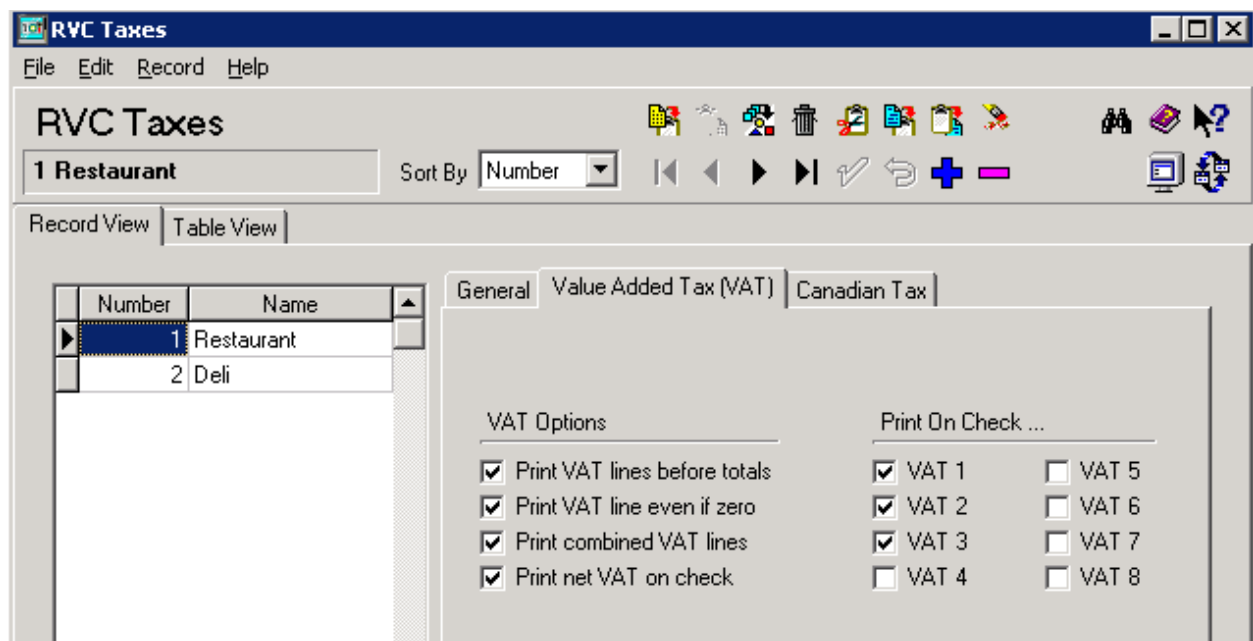 RVC Taxes
File Edit Record Help
RVC Taxes
1 Restaurant
Sort By Number
Record View Table View
Number Name
1 Restaurant
2 Deli
General Value Added Tax (VAT) Canadian Tax
VAT Options Print On Check ...
Print VAT lines before totals VAT 1 VAT 5
Print VAT line even if zero VAT 2 VAT 6
Print combined VAT lines VAT 3 VAT 7
Print net VAT on check VAT 4 VAT 8